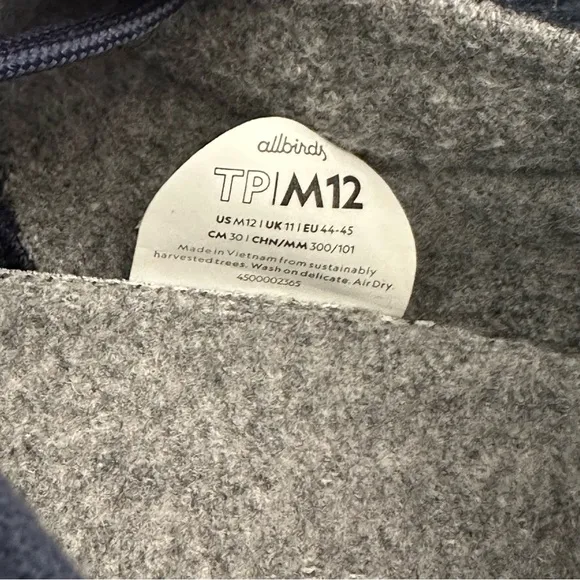 allbirds
TP|M12
US M12 | UK 11 | EU 44-45
CM 30 | CHN/MM 300/101
Made in Vietnam from sustainably
harvested trees. Wash on delicate. Air Dry.
4500002365